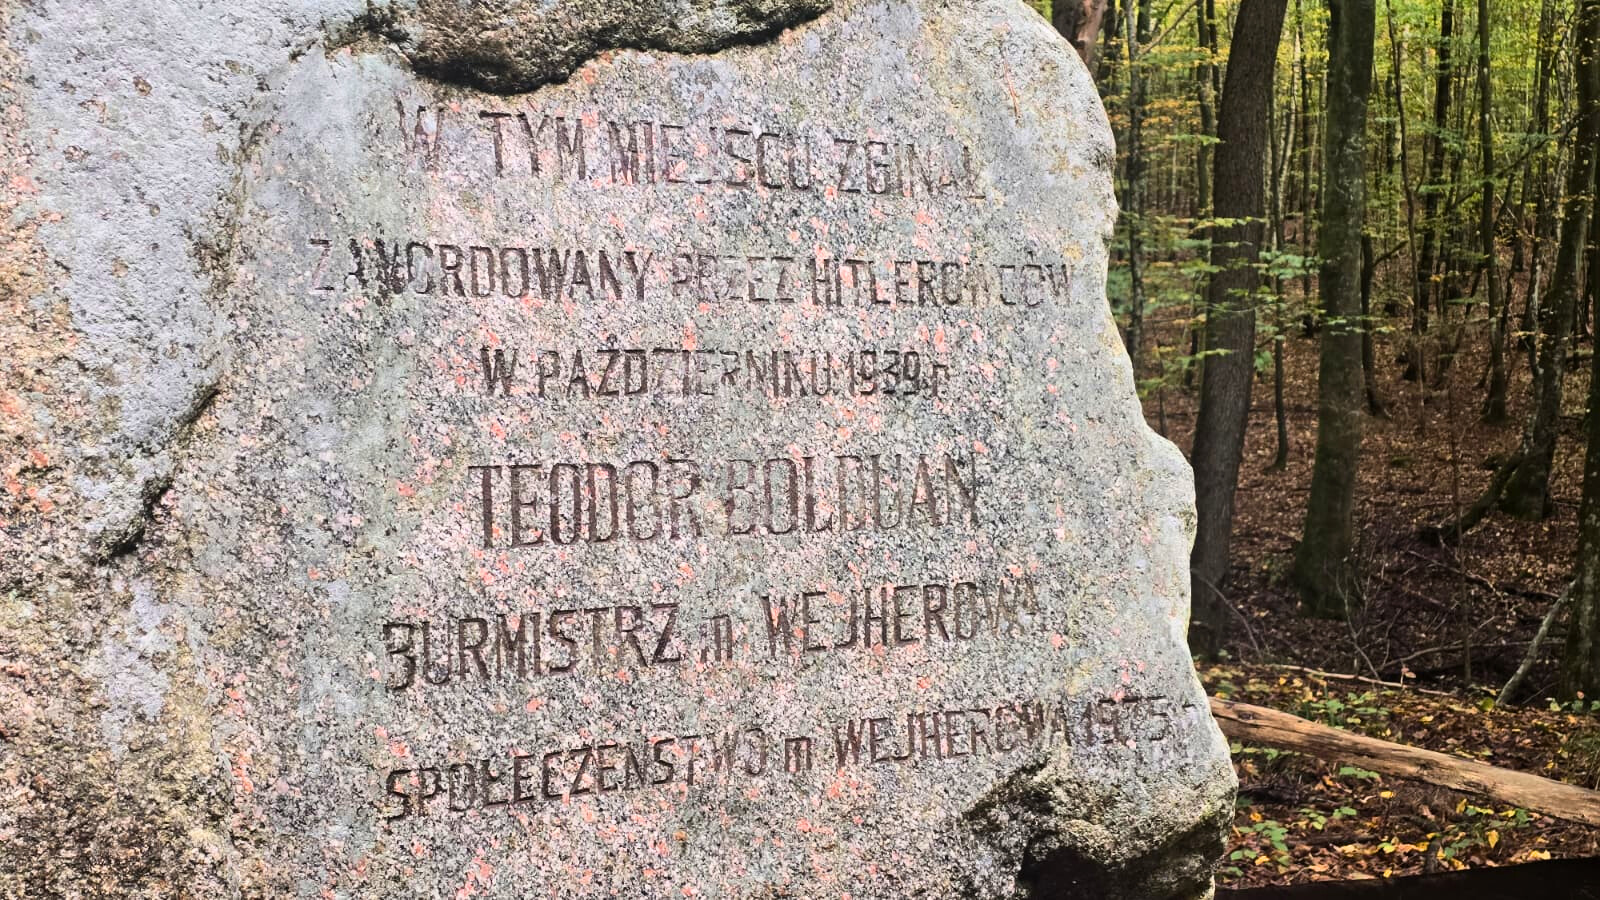 W TYM MIEJSCU ZGINĄŁ
ZAMORDOWANY PRZEZ HITLEROWCÓW
W PAŹDZIERNIKU 1939 r.
TEODOR BOLDUAN
BURMISTRZ m. WEJHEROWA
SPOŁECZEŃSTWO m WEJHEROWA 1975 r